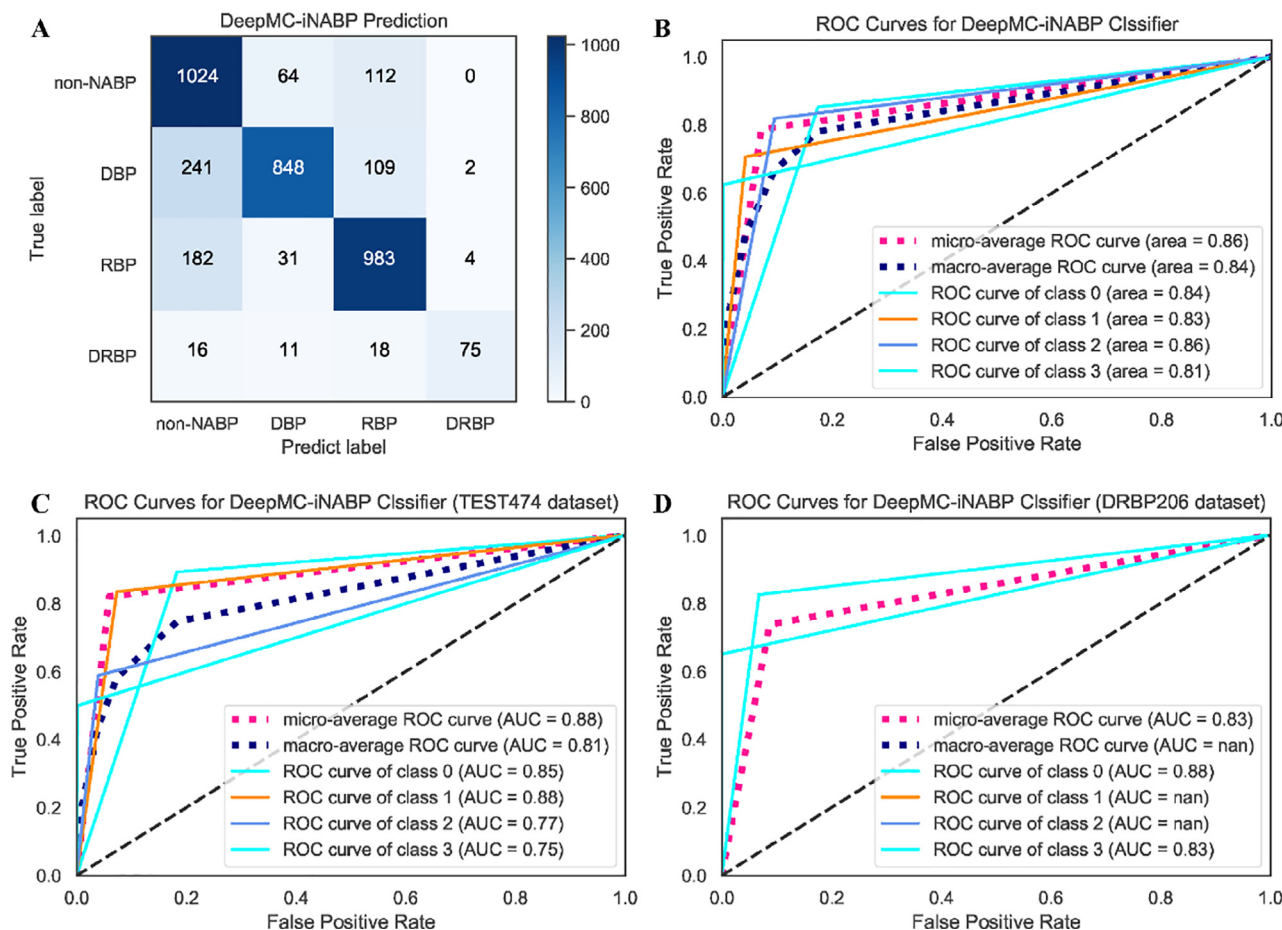 A
DeepMC-iNABP Prediction
non-NABP
DBP
RBP
DRBP
True label
1024 64 112 0
241 848 109 2
182 31 983 4
16 11 18 75
non-NABP DBP RBP DRBP
Predict label
1000
800
600
400
200
0
B
ROC Curves for DeepMC-iNABP Clssifier
True Positive Rate
1.0
0.8
0.6
0.4
0.2
0.0
micro-average ROC curve (area = 0.86)
macro-average ROC curve (area = 0.84)
ROC curve of class 0 (area = 0.84)
ROC curve of class 1 (area = 0.83)
ROC curve of class 2 (area = 0.86)
ROC curve of class 3 (area = 0.81)
0.0 0.2 0.4 0.6 0.8 1.0
False Positive Rate
C
ROC Curves for DeepMC-iNABP Clssifier (TEST474 dataset)
True Positive Rate
1.0
0.8
0.6
0.4
0.2
0.0
micro-average ROC curve (AUC = 0.88)
macro-average ROC curve (AUC = 0.81)
ROC curve of class 0 (AUC = 0.85)
ROC curve of class 1 (AUC = 0.88)
ROC curve of class 2 (AUC = 0.77)
ROC curve of class 3 (AUC = 0.75)
0.0 0.2 0.4 0.6 0.8 1.0
False Positive Rate
D
ROC Curves for DeepMC-iNABP Clssifier (DRBP206 dataset)
True Positive Rate
1.0
0.8
0.6
0.4
0.2
0.0
micro-average ROC curve (AUC = 0.83)
macro-average ROC curve (AUC = nan)
ROC curve of class 0 (AUC = 0.88)
ROC curve of class 1 (AUC = nan)
ROC curve of class 2 (AUC = nan)
ROC curve of class 3 (AUC = 0.83)
0.0 0.2 0.4 0.6 0.8 1.0
False Positive Rate